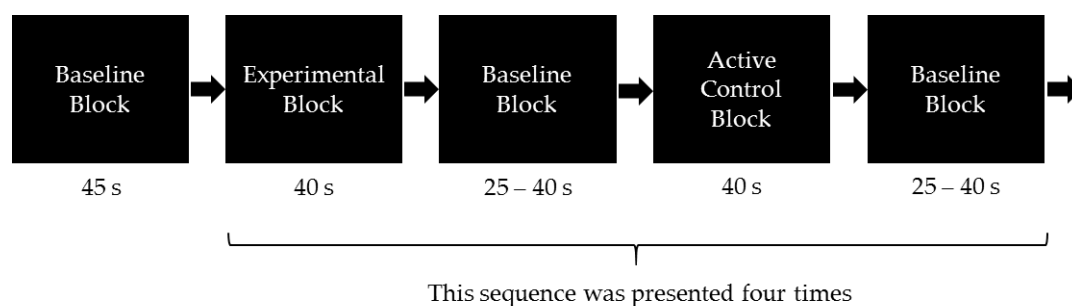 Baseline
Block
Experimental
Block
Baseline
Block
Active
Control
Block
Baseline
Block
45 s
40 s
25 – 40 s
40 s
25 – 40 s
This sequence was presented four times